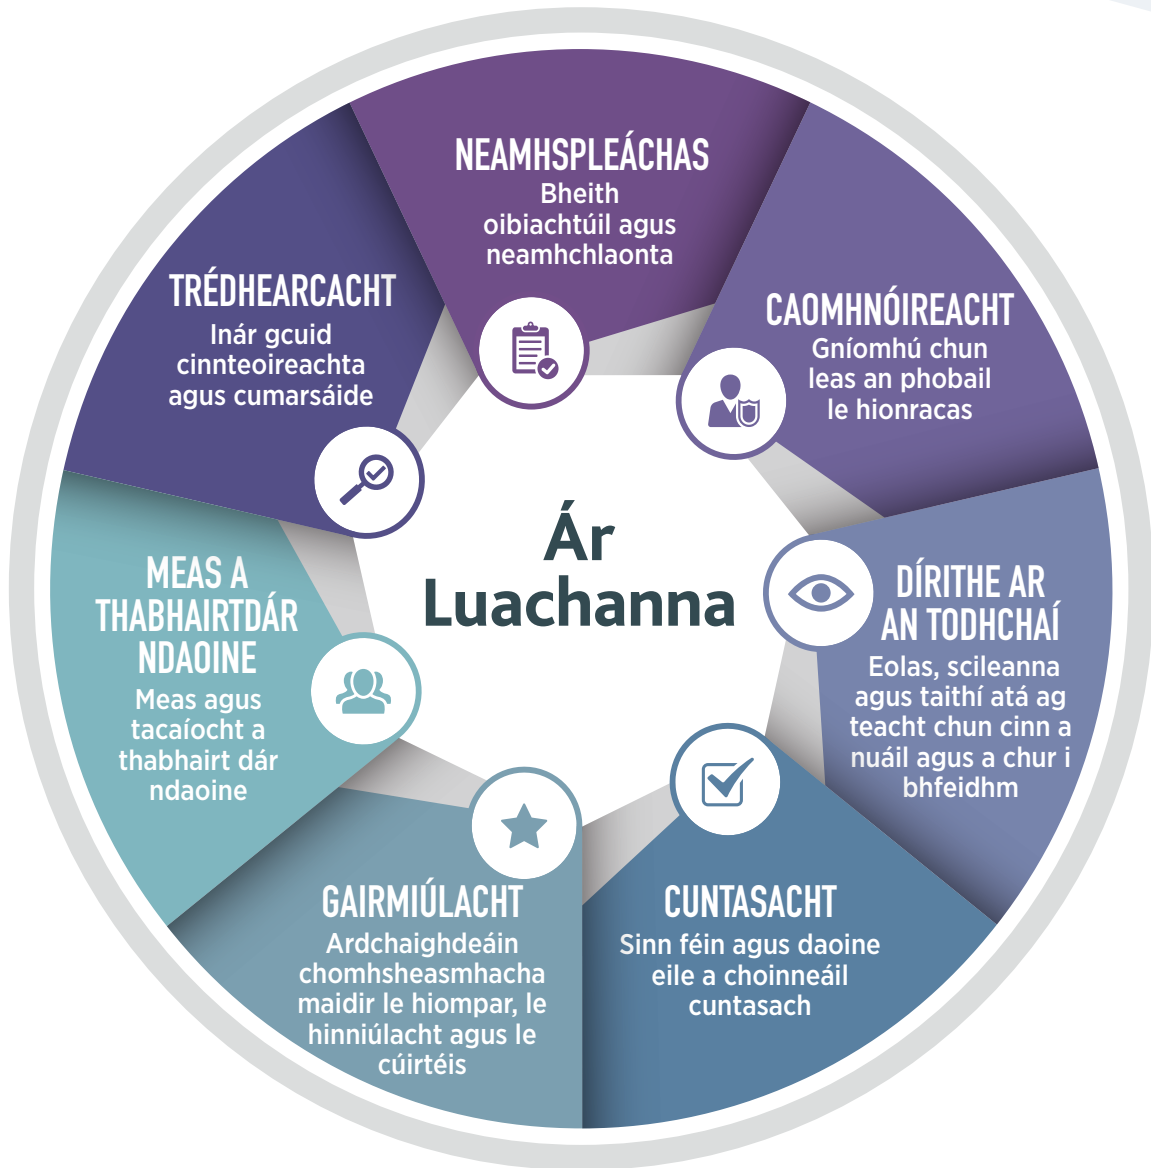 Ár
Luachanna
NEAMHSPLEÁCHAS
Bheith
oibiachtúil agus
neamhchlaonta
CAOMHNÓIREACHT
Gníomhú chun
leas an phobail
le hionracas
DÍRITHE AR
AN TODHCHAÍ
Eolas, scileanna
agus taithí atá ag
teacht chun cinn a
nuáil agus a chur i
bhfeidhm
CUNTASACHT
Sinn féin agus daoine
eile a choinneáil
cuntasach
GAIRMIÚLACHT
Ardchaighdeáin
chomhsheasmhacha
maidir le hiompar, le
hinniúlacht agus le
cúirtéis
MEAS A
THABHAIRTDÁR
NDAOINE
Meas agus
tacaíocht a
thabhairt dár
ndaoine
TRÉDHEARCACHT
Inár gcuid
cinnteoireachta
agus cumarsáide